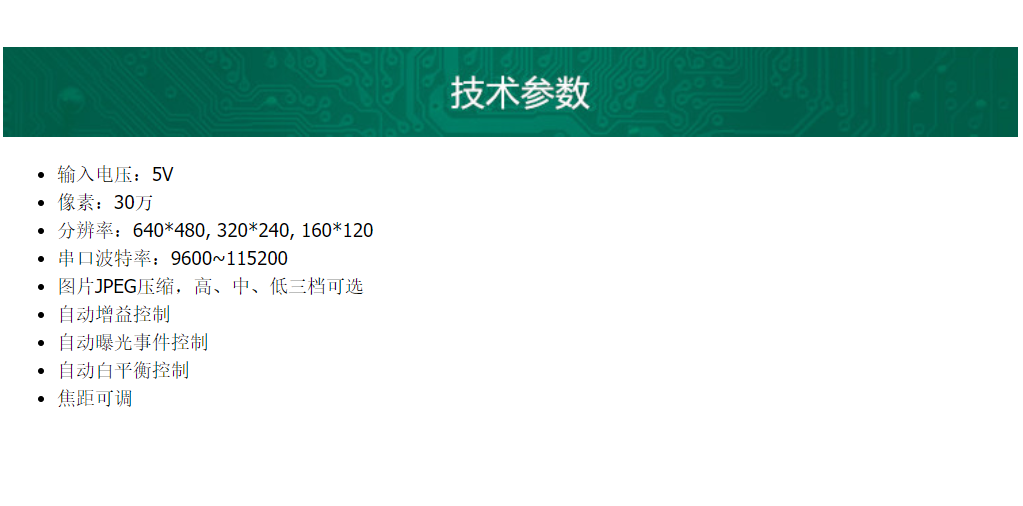 技术参数
输入电压：5V
像素：30万
分辨率：640*480, 320*240, 160*120
串口波特率：9600~115200
图片JPEG压缩，高、中、低三档可选
自动增益控制
自动曝光事件控制
自动白平衡控制
焦距可调